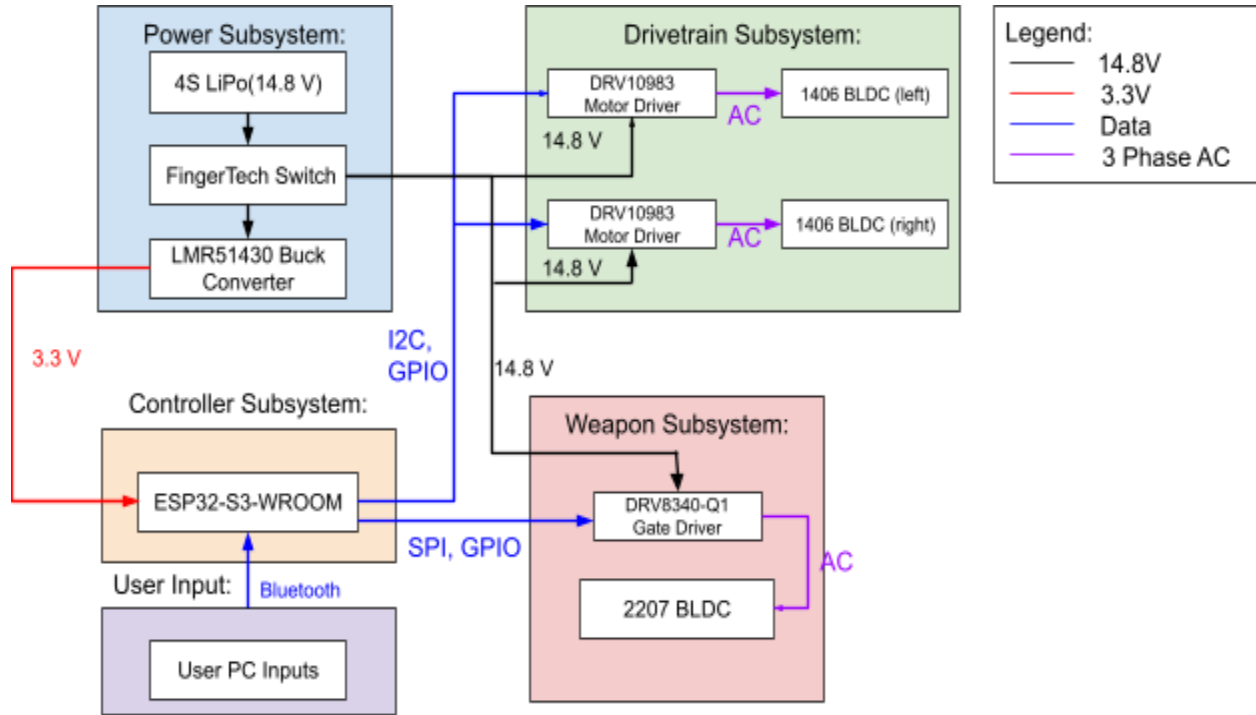 Power Subsystem:
4S LiPo(14.8 V)
FingerTech Switch
LMR51430 Buck
Converter
3.3 V
Drivetrain Subsystem:
DRV10983
Motor Driver
AC
1406 BLDC (left)
14.8 V
DRV10983
Motor Driver
AC
1406 BLDC (right)
14.8 V
Legend:
14.8V
3.3V
Data
3 Phase AC
I2C,
GPIO
14.8 V
Controller Subsystem:
ESP32-S3-WROOM
SPI, GPIO
User Input:
Bluetooth
User PC Inputs
Weapon Subsystem:
DRV8340-Q1
Gate Driver
AC
2207 BLDC